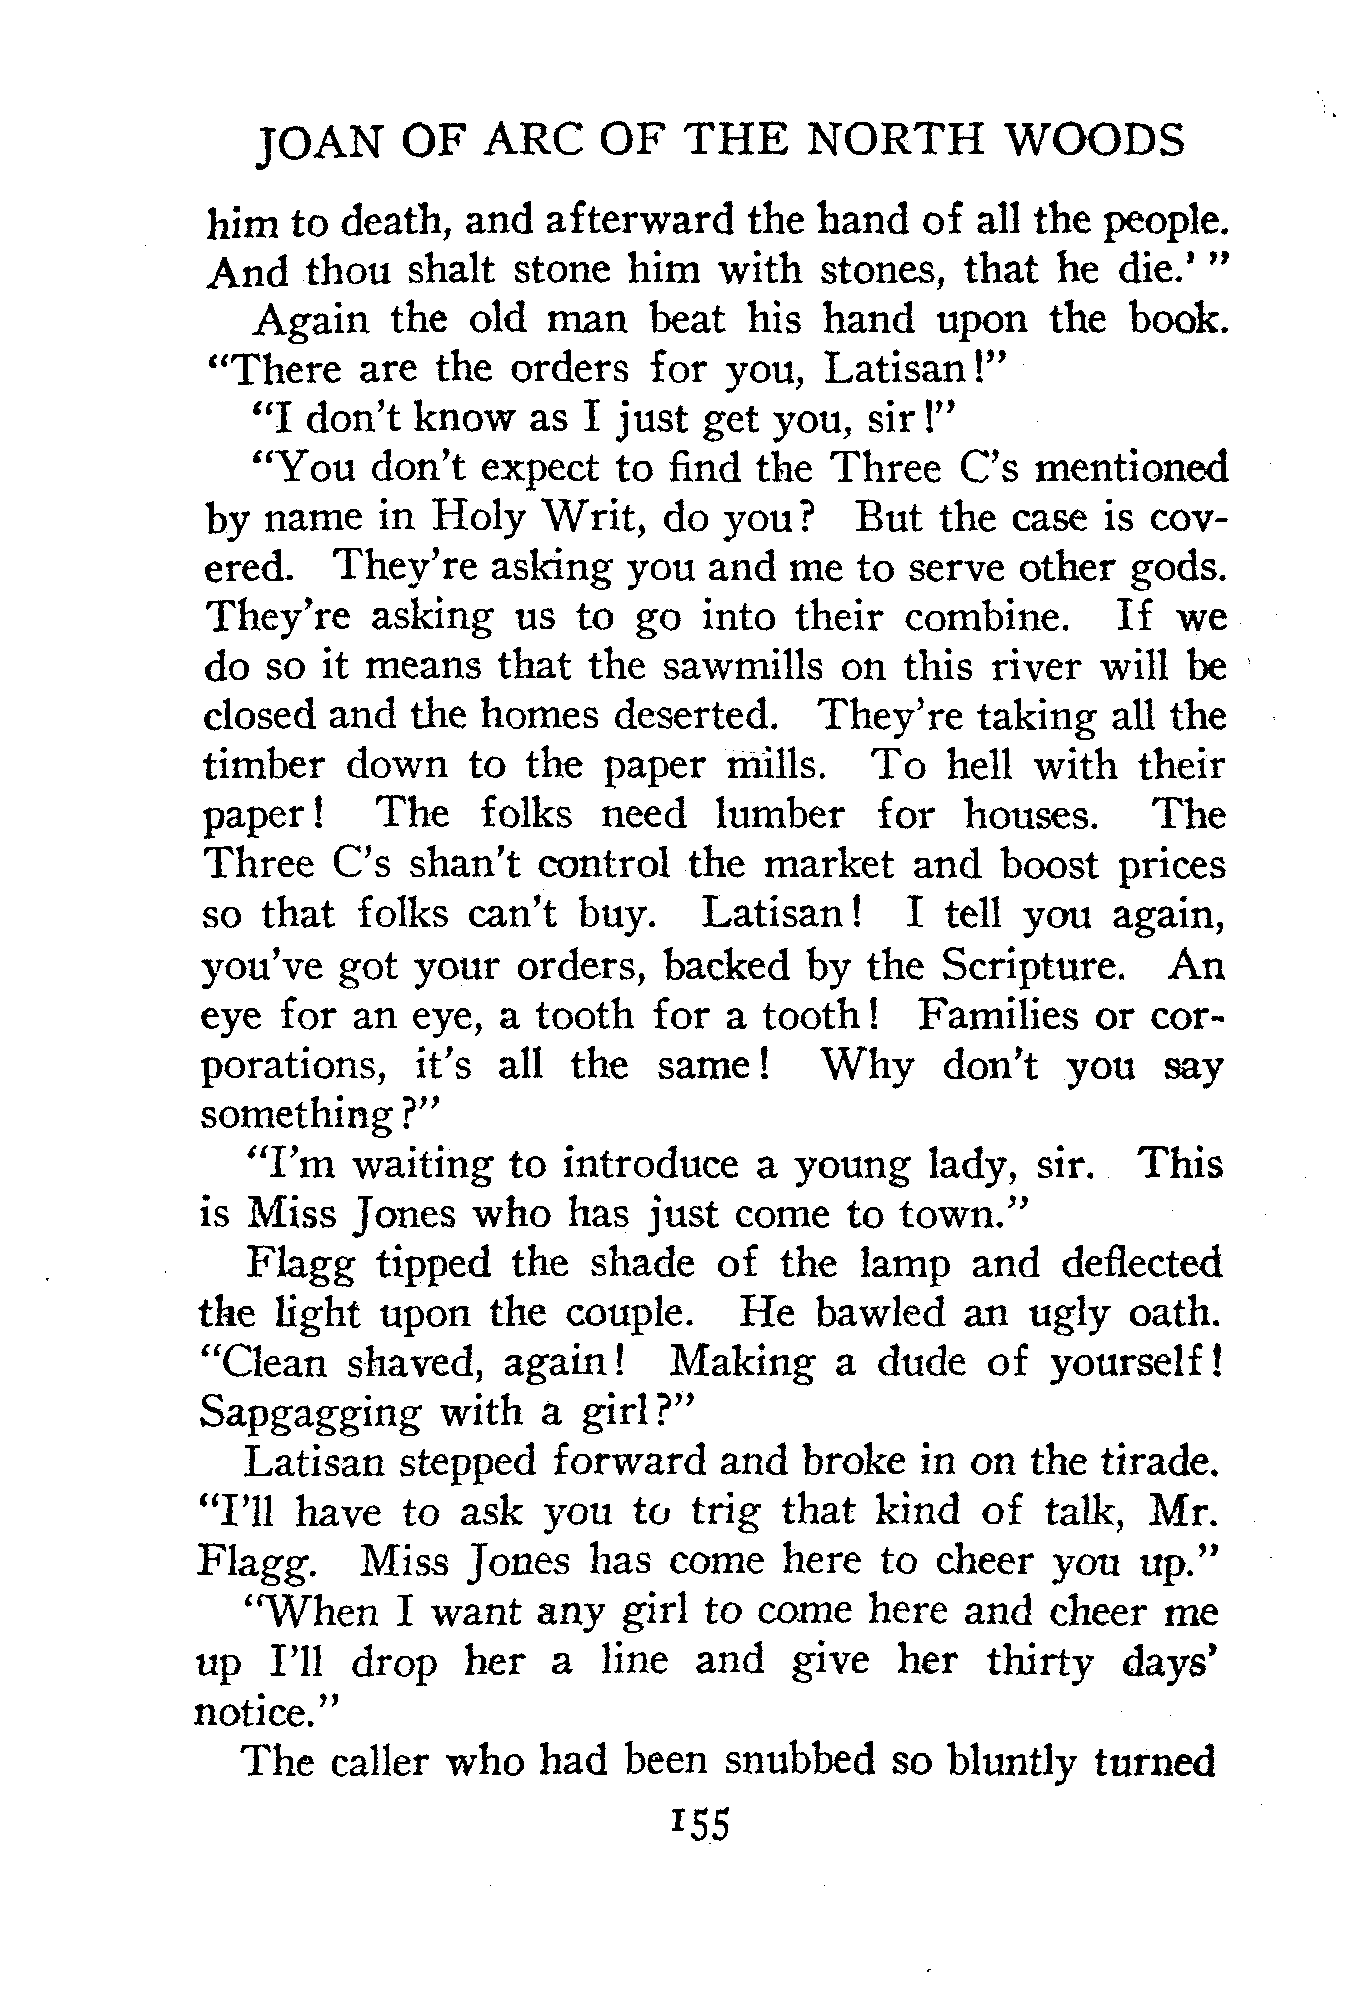 JOAN OF ARC OF THE NORTH WOODS
him to death, and afterward the hand of all the people.
And thou shalt stone him with stones, that he die.' "
Again the old man beat his hand upon the book.
"There are the orders for you, Latisan!"
"I don't know as I just get you, sir!"
"You don't expect to find the Three C's mentioned
by name in Holy Writ, do you? But the case is cov-
ered. They're asking you and me to serve other gods.
They're asking us to go into their combine. If we
do so it means that the sawmills on this river will be
closed and the homes deserted. They're taking all the
timber down to the paper mills. To hell with their
paper! The folks need lumber for houses. The
Three C's shan't control the market and boost prices
so that folks can't buy. Latisan! I tell you again,
you've got your orders, backed by the Scripture. An
eye for an eye, a tooth for a tooth! Families or cor-
porations, it's all the same! Why don't you say
something?"
"I'm waiting to introduce a young lady, sir. This
is Miss Jones who has just come to town."
Flagg tipped the shade of the lamp and deflected
the light upon the couple. He bawled an ugly oath.
"Clean shaved, again! Making a dude of yourself!
Sapgagging with a girl?"
Latisan stepped forward and broke in on the tirade.
"I'll have to ask you to trig that kind of talk, Mr.
Flagg. Miss Jones has come here to cheer you up."
"When I want any girl to come here and cheer me
up I'll drop her a line and give her thirty days'
notice."
The caller who had been snubbed so bluntly turned
155